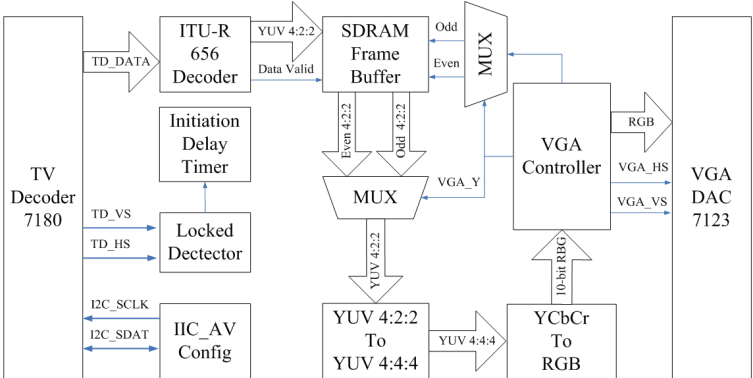 TV
Decoder
7180
TD_DATA
ITU-R
656
Decoder
YUV 4:2:2
Data Valid
SDRAM
Frame
Buffer
Odd
Even
MUX
Initiation
Delay
Timer
Even 4:2:2
Odd 4:2:2
VGA
Controller
RGB
VGA_HS
VGA_VS
VGA
DAC
7123
MUX
VGA_Y
TD_VS
TD_HS
Locked
Dectector
YUV 4:2:2
10-bit RBG
I2C_SCLK
I2C_SDAT
IIC_AV
Config
YUV 4:2:2
To
YUV 4:4:4
YUV 4:4:4
YCbCr
To
RGB